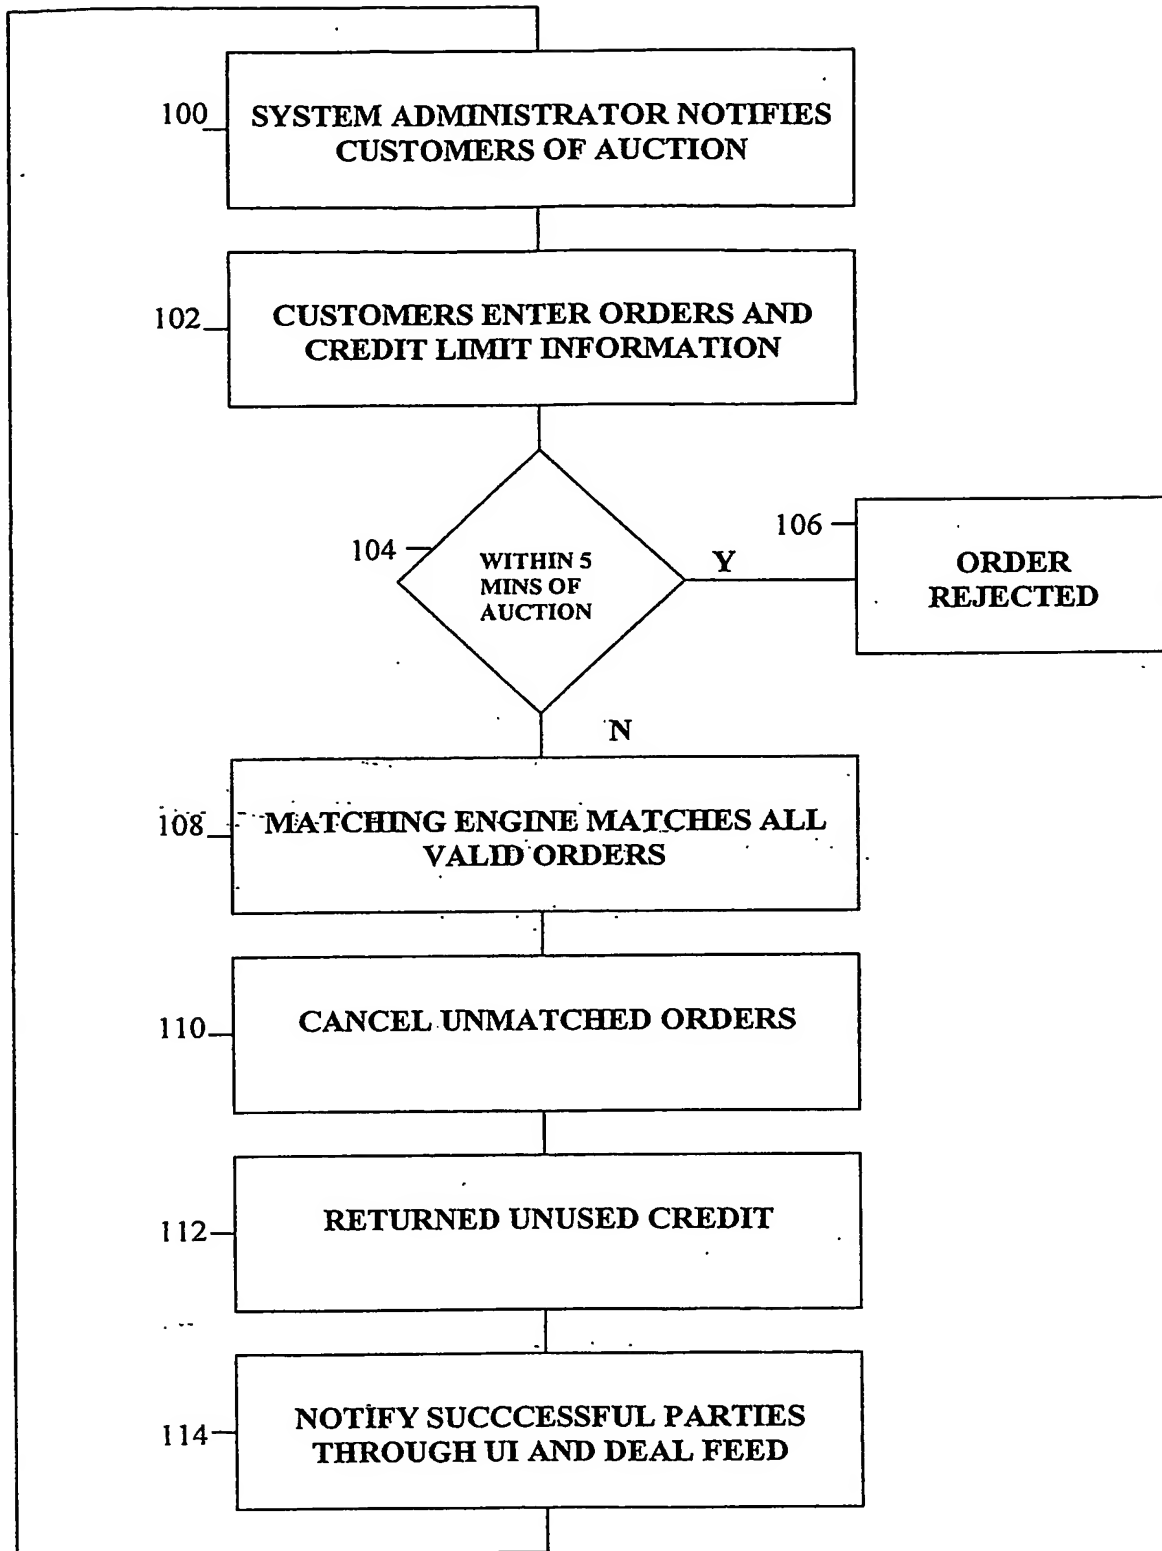 100
SYSTEM ADMINISTRATOR NOTIFIES
CUSTOMERS OF AUCTION
102
CUSTOMERS ENTER ORDERS AND
CREDIT LIMIT INFORMATION
104
WITHIN 5
MINS OF
AUCTION
Y
106
ORDER
REJECTED
N
108
MATCHING ENGINE MATCHES ALL
VALID ORDERS
110
CANCEL UNMATCHED ORDERS
112
RETURNED UNUSED CREDIT
114
NOTIFY SUCCCESSFUL PARTIES
THROUGH UI AND DEAL FEED